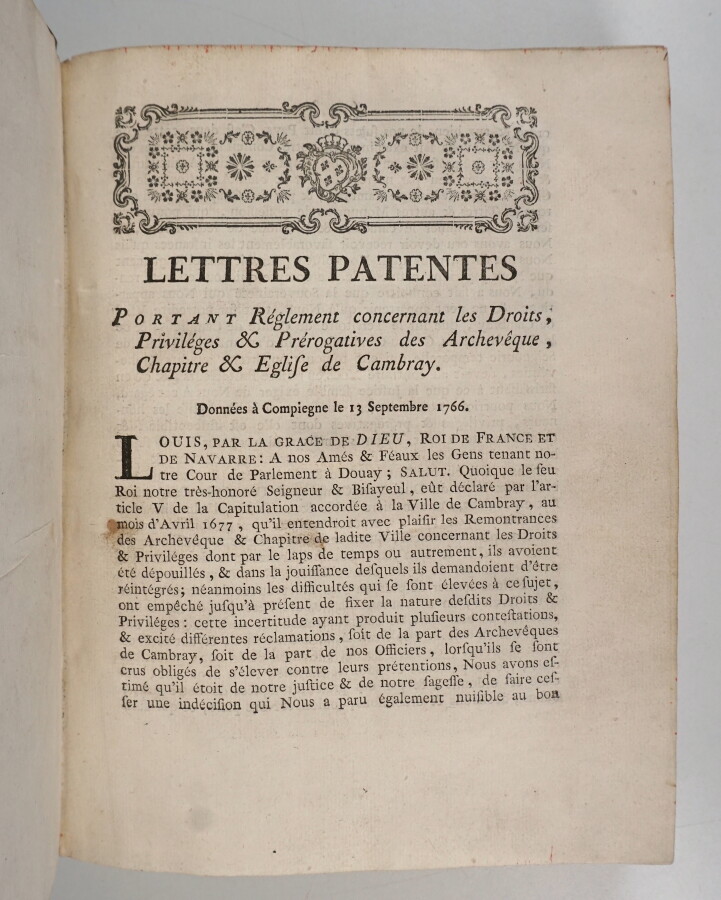 LETTRES PATENTES
PORTANT Réglement concernant les Droits,
Priviléges & Prérogatives des Archevêque,
Chapitre & Egliſe de Cambray.
Données à Compiegne le 13 Septembre 1766.
LOUIS, PAR LA GRACE DE DIEU, ROI DE FRANCE ET
DE NAVARRE: A nos Amés & Féaux les Gens tenant no-
tre Cour de Parlement à Douay; SALUT. Quoique le feu
Roi notre très-honoré Seigneur & Biſayeul, eût déclaré par l'ar-
ticle V de la Capitulation accordée à la Ville de Cambray, au
mois d'Avril 1677, qu'il entendroit avec plaiſir les Remontrances
des Archevêque & Chapitre de ladite Ville concernant les Droits
& Priviléges dont par le laps de temps ou autrement, ils avoient
été dépouillés, & dans la jouiſſance deſquels ils demandoient d'être
réintégrés; néanmoins les difficultés qui ſe ſont élevées à ce ſujet,
ont empêché juſqu'à préſent de fixer la nature deſdits Droits &
Priviléges: cette incertitude ayant produit pluſieurs conteſtations,
& excité différentes réclamations, ſoit de la part des Archevêques
de Cambray, ſoit de la part de nos Officiers, lorſqu'ils ſe ſont
crus obligés de s'élever contre leurs prétentions, Nous avons eſ-
timé qu'il étoit de notre juſtice & de notre ſageſſe, de faire ceſ-
ſer une indéciſion qui Nous a paru également nuiſible au bon